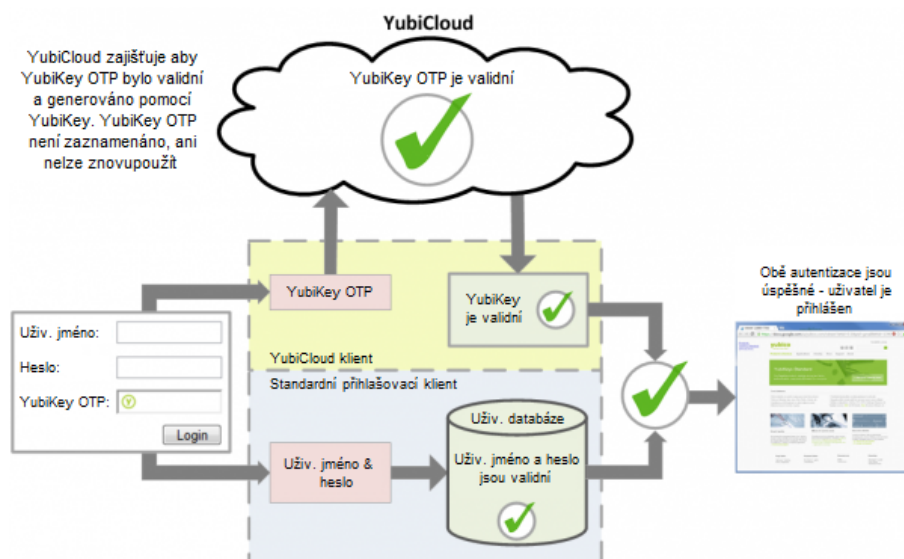 YubiCloud
YubiCloud zajišťuje aby
YubiKey OTP bylo validní
a generováno pomocí
YubiKey. YubiKey OTP
není zaznamenáno, ani
nelze znovupoužít
YubiKey OTP je validní
YubiKey OTP
YubiKey
je validní
YubiCloud klient
Obě autentizace jsou
úspěšné - uživatel je
přihlášen
Uživ. jméno:
Heslo:
YubiKey OTP:
Login
Standardní přihlašovací klient
Uživ. jméno &
heslo
Uživ. databáze
Uživ. jméno a heslo
jsou validní